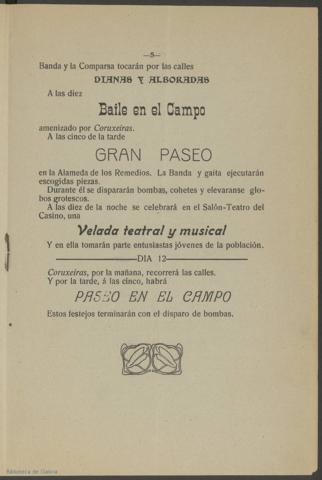 —5—
Banda y la Comparsa tocarán por las calles
DIANAS Y ALBORADAS
A las diez
Baile en el Campo
amenizado por Coruxeiras.
A las cinco de la tarde
GRAN PASEO
en la Alameda de los Remedios. La Banda y gaita ejecutarán
escogidas piezas.
Durante él se dispararán bombas, cohetes y elevaranse glo-
bos grotescos.
A las diez de la noche se celebrará en el Salón-Teatro del
Casino, una
Velada teatral y musical
Y en ella tomarán parte entusiastas jóvenes de la población.
DIA 12
Coruxeiras, por la mañana, recorrerá las calles.
Y por la tarde, á las cinco, habrá
PASEO EN EL CAMPO
Estos festejos terminarán con el disparo de bombas.
Biblioteca de Galicia